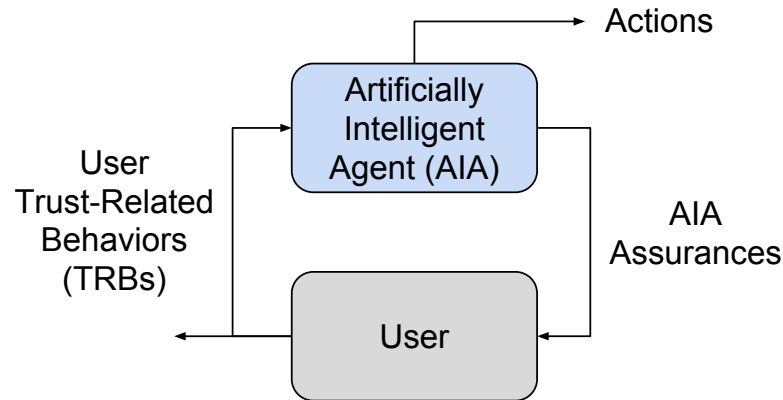 Actions
Artificially
Intelligent
Agent (AIA)
User
Trust-Related
Behaviors
(TRBs)
AIA
Assurances
User